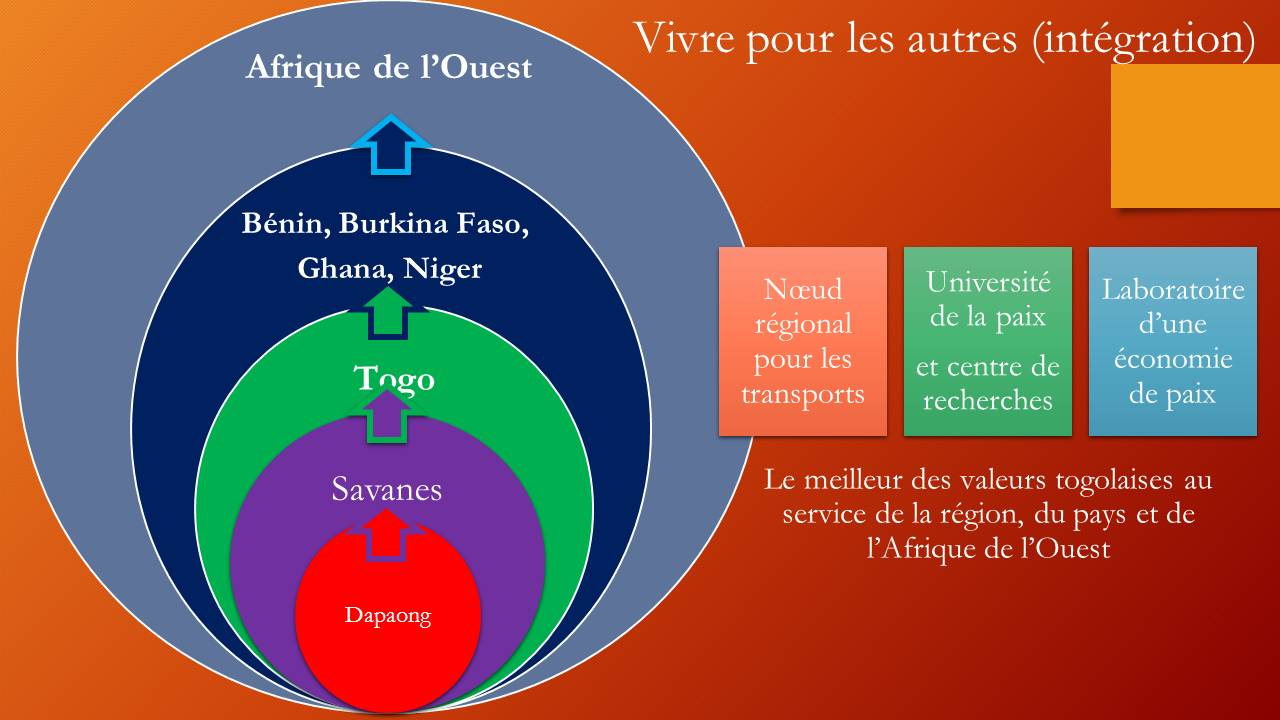 Vivre pour les autres (intégration)
Afrique de l’Ouest
Bénin, Burkina Faso,
Ghana, Niger
Togo
Savanes
Dapaong
Nœud
régional
pour les
transports
Université
de la paix
et centre de
recherches
Laboratoire
d’une
économie
de paix
Le meilleur des valeurs togolaises au
service de la région, du pays et de
l’Afrique de l’Ouest